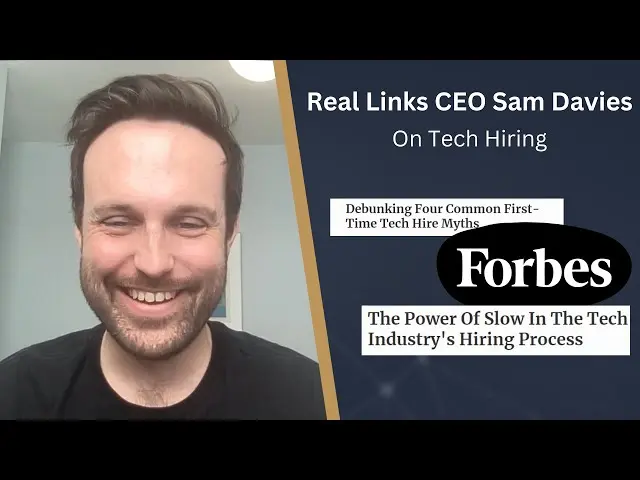 Real Links CEO Sam Davies
On Tech Hiring
Debunking Four Common First-
Time Tech Hire Myths
Forbes
The Power Of Slow In The Tech
Industry's Hiring Process